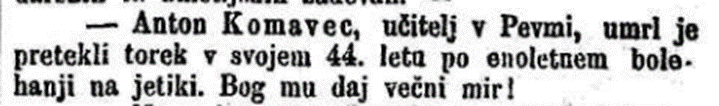 — Anton Komavec, učitelj v Pevmi, umrl je
pretekli torek v svojem 44. letu po enoletnem bole-
hanji na jetiki. Bog mu daj večni mir!